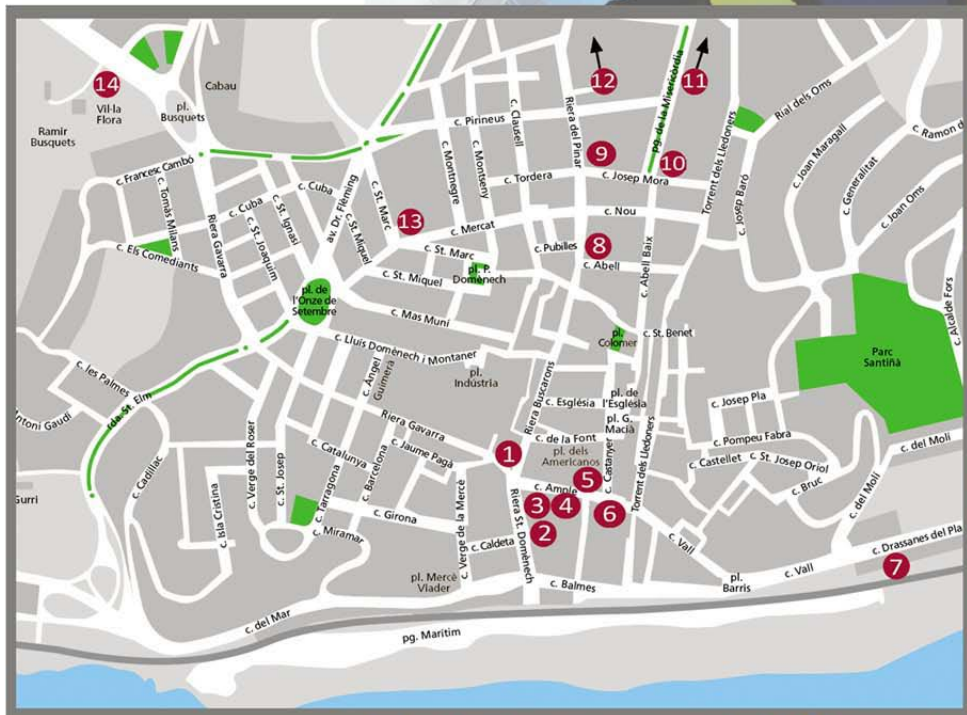 14
Vil·la
Flora
Ramir
Busquets
Cabau
pl.
Busquets
12
11
pg. de la Misericòrdia
Rial dels Oms
c. Pirineus
c. Clausell
Riera del Pinar
c. Montnegre
c. Montseny
9
10
c. Tordera
c. Josep Mora
Torrent dels Lledoners
c. Josep Baró
c. Joan Maragall
c. Generalitat
c. Ramon d
c. Joan Oms
c. Francesc Cambó
c. Tomàs Milans
c. Els Comediants
Riera Gavarra
c. Cuba
c. Cuba
c. St. Ignasi
c. St. Joaquim
av. Dr. Flèming
c. St. Miquel
c. St. Marc
13
c. Mercat
c. Nou
c. St. Marc
c. Pubilles
8
c. Abell
c. Abell Baix
c. St. Miquel
pl. P.
Domènech
pl. de
l'Onze de
Setembre
c. Mas Muní
pl.
Colomer
c. St. Benet
c. Alcalde Fors
Parc
Santiñà
c. Lluís Domènech i Montaner
pl.
Indústria
c. Àngel
Guimerà
c. les Palmes
ntoni Gaudí
rda. St. Elm
Riera Gavarra
Riera Buscarons
c. Església
pl. de
l'Església
pl. G.
Macià
c. Josep Pla
c. Pompeu Fabra
c. de la Font
pl. dels
Americanos
c. Castanyer
Torrent dels Lledoners
c. Castellet
c. St. Josep Oriol
c. Bruc
c. del Molí
c. del Molí
Gurri
c. Cadillac
c. Isla Cristina
c. Verge del Roser
c. St. Josep
c. Catalunya
c. Tarragona
c. Barcelona
c. Jaume Pagà
c. Girona
c. Miramar
c. Verge de la Mercè
c. Caldeta
1
c. Ample
5
3
4
6
2
Riera St. Domènech
c. Vall
c. Drassanes del Pla
7
pl. Mercè
Viader
c. Balmes
pl.
Barris
c. Vall
c. del Mar
pg. Marítim